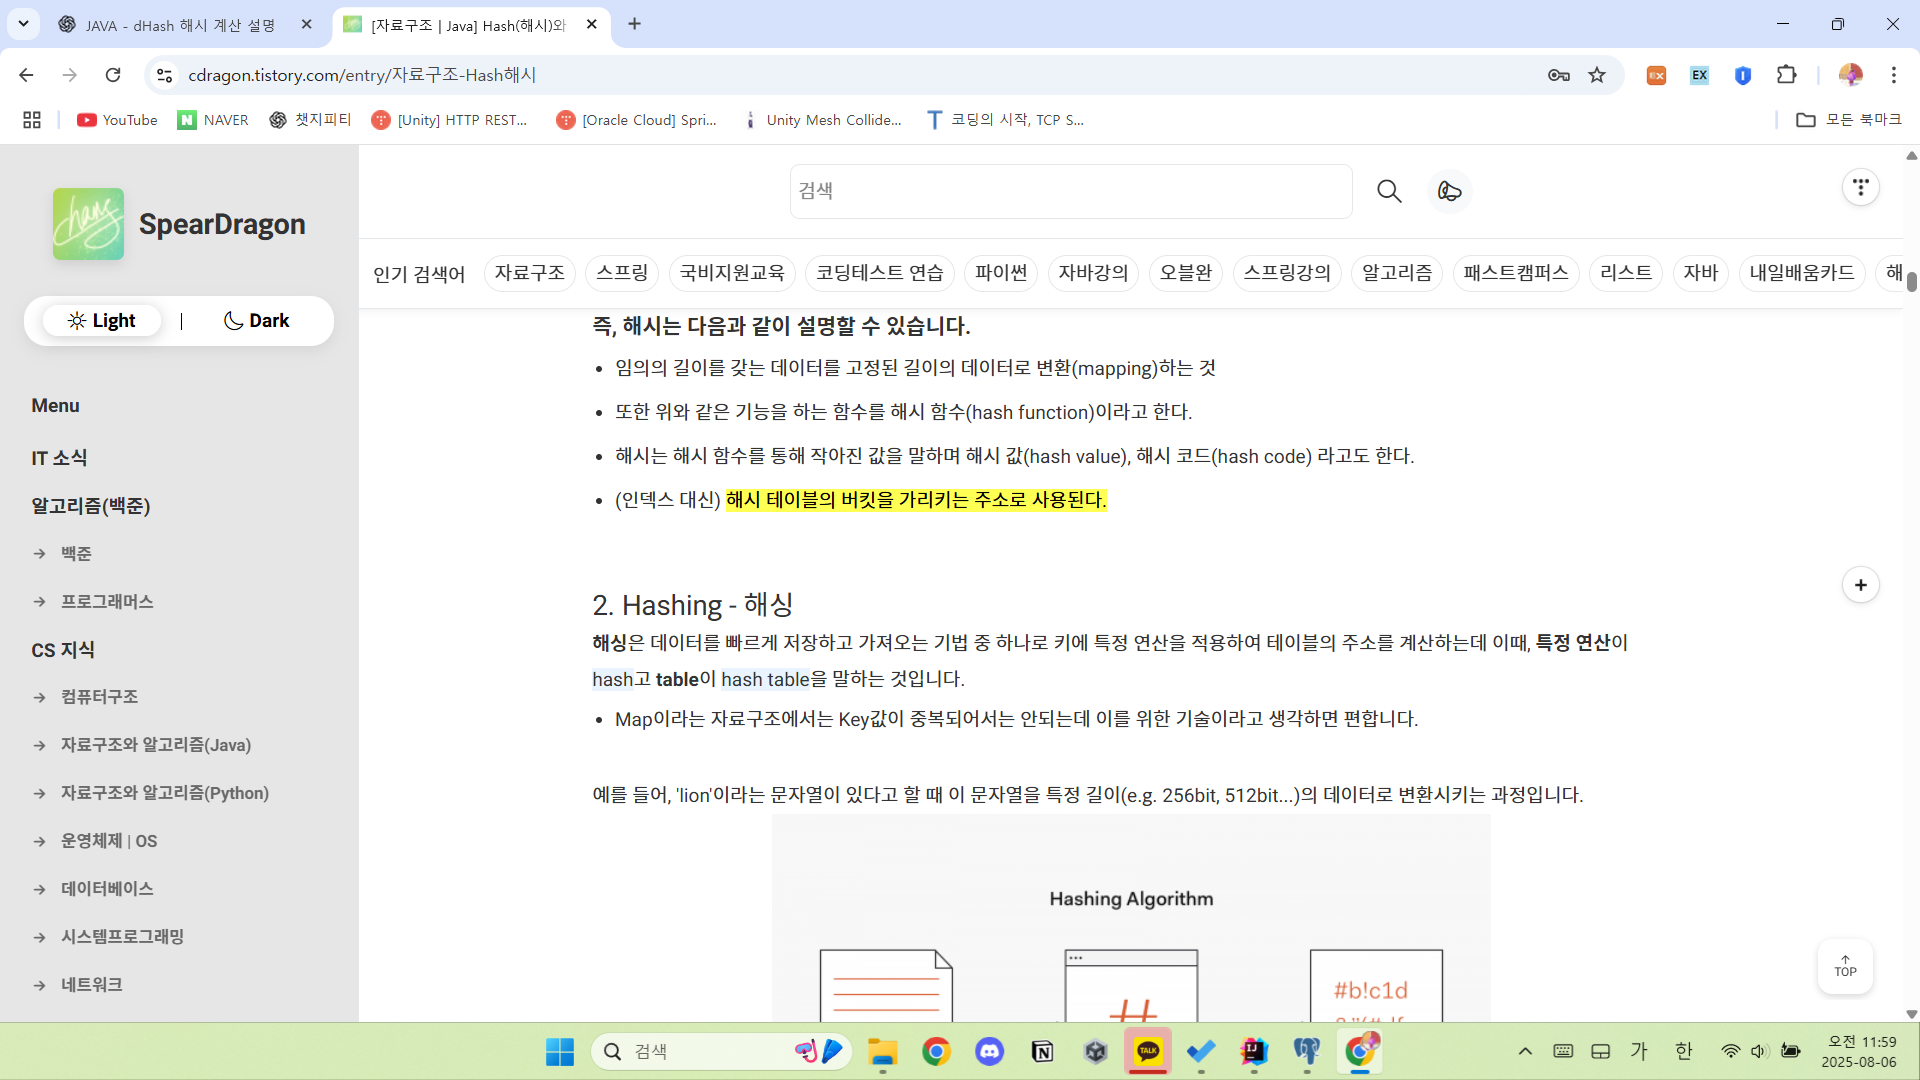 JAVA - dHash 해시 계산 설명
[자료구조 | Java] Hash(해시)와
cdragon.tistory.com/entry/자료구조-Hash해시
EX
YouTube
NAVER
챗지피티
[Unity] HTTP REST...
[Oracle Cloud] Spri...
Unity Mesh Collide...
코딩의 시작, TCP S...
모든 북마크
SpearDragon
Light | Dark
Menu
IT 소식
알고리즘(백준)
백준
프로그래머스
CS 지식
컴퓨터구조
자료구조와 알고리즘(Java)
자료구조와 알고리즘(Python)
운영체제 | OS
데이터베이스
시스템프로그래밍
네트워크
검색
인기 검색어 자료구조 스프링 국비지원교육 코딩테스트 연습 파이썬 자바강의 오블완 스프링강의 알고리즘 패스트캠퍼스 리스트 자바 내일배움카드 해
즉, 해시는 다음과 같이 설명할 수 있습니다.
• 임의의 길이를 갖는 데이터를 고정된 길이의 데이터로 변환(mapping)하는 것
• 또한 위와 같은 기능을 하는 함수를 해시 함수(hash function)이라고 한다.
• 해시는 해시 함수를 통해 작아진 값을 말하며 해시 값(hash value), 해시 코드(hash code) 라고도 한다.
• (인덱스 대신) 해시 테이블의 버킷을 가리키는 주소로 사용된다.
2. Hashing - 해싱
해싱은 데이터를 빠르게 저장하고 가져오는 기법 중 하나로 키에 특정 연산을 적용하여 테이블의 주소를 계산하는데 이때, 특정 연산이
hash고 table이 hash table을 말하는 것입니다.
• Map이라는 자료구조에서는 Key값이 중복되어서는 안되는데 이를 위한 기술이라고 생각하면 편합니다.
예를 들어, 'lion'이라는 문자열이 있다고 할 때 이 문자열을 특정 길이(e.g. 256bit, 512bit...)의 데이터로 변환시키는 과정입니다.
Hashing Algorithm
#
#b!c1d
TOP
검색
TALK
IJ
가
한
오전 11:59
2025-08-06